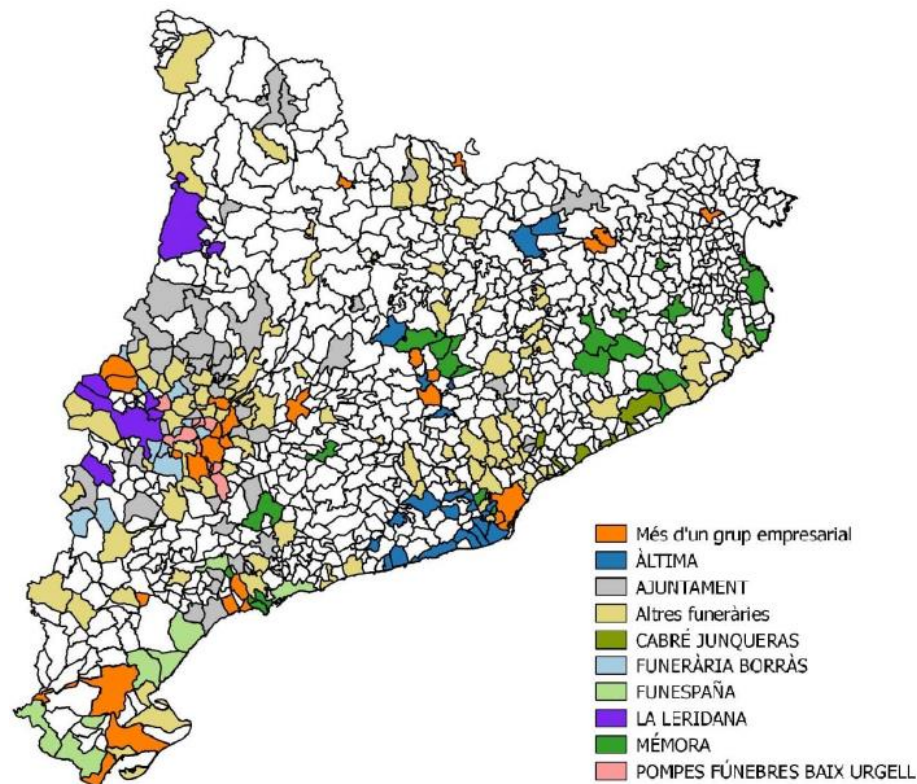 Més d'un grup empresarial
ÀLTIMA
AJUNTAMENT
Altres funeràries
CABRÉ JUNQUERAS
FUNERÀRIA BORRÀS
FUNESPAÑA
LA LERIDANA
MÉMORA
POMPES FÚNEBRES BAIX URGELL